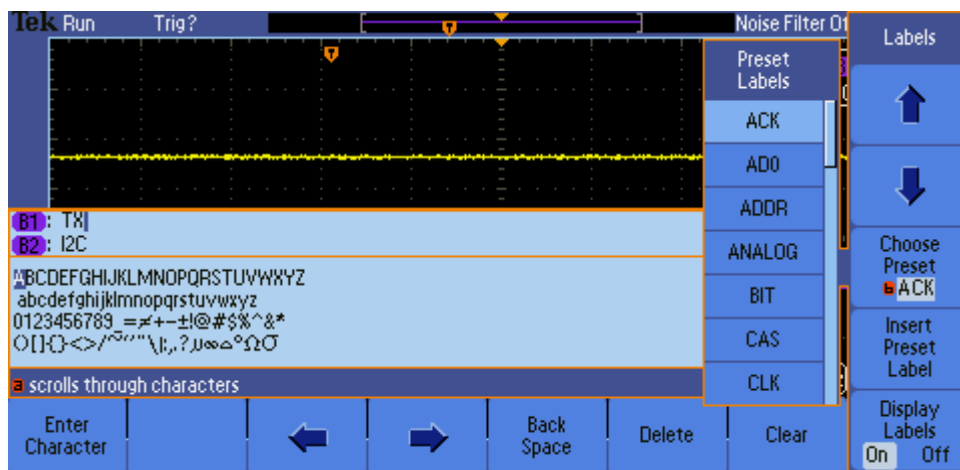 Tek Run Trig? Noise Filter Of
Labels
Preset
Labels
ACK
AD0
ADDR
ANALOG
BIT
CAS
CLK
B1 : TX
B2 : I2C
ABCDEFGHIJKLMNOPQRSTUVWXYZ
abcdefghijklmnopqrstuvwxyz
0123456789_=≠+−±!@#$%^&*
()[]{}<>/~'"\|:,.?µ∞△°Ωσ
a scrolls through characters
Choose
Preset
b ACK
Insert
Preset
Label
Display
Labels
On Off
Enter
Character
Back
Space
Delete
Clear